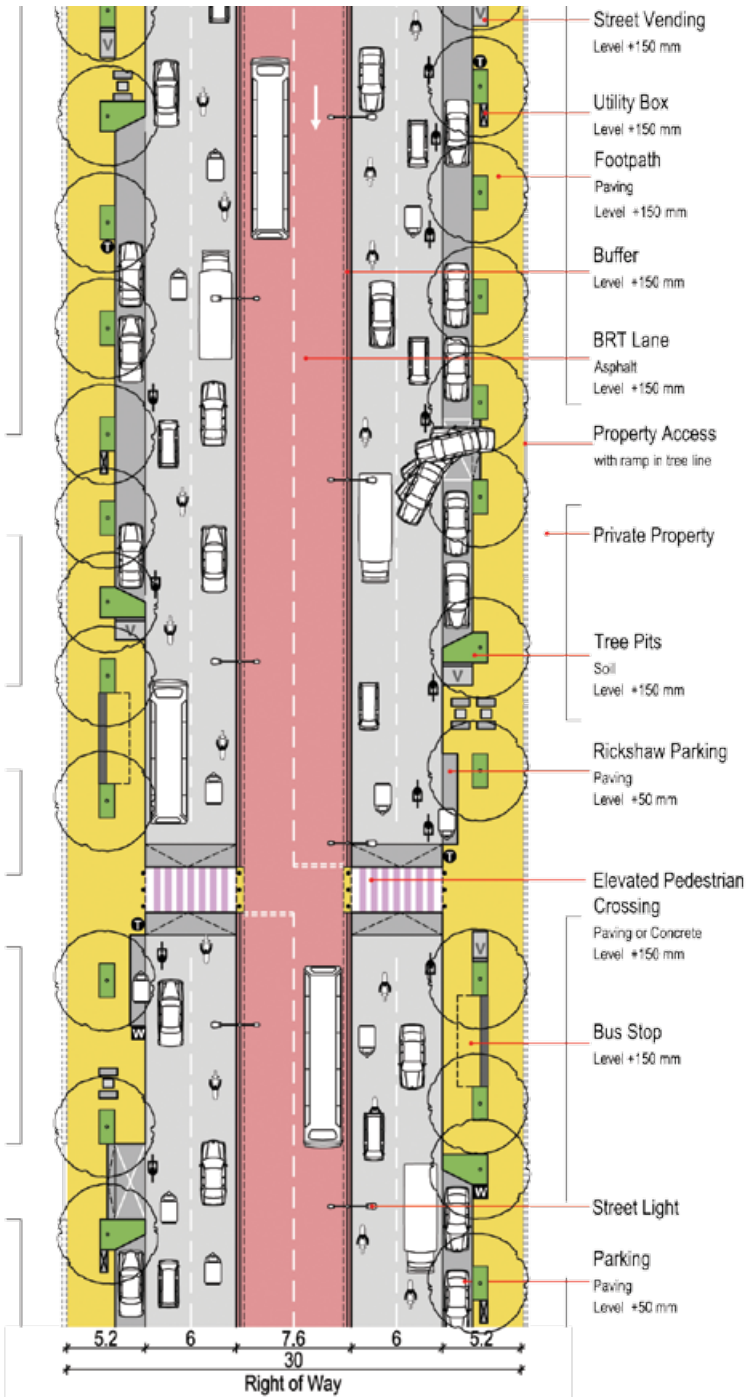 Street Vending
Level +150 mm
Utility Box
Level +150 mm
Footpath
Paving
Level +150 mm
Buffer
Level +150 mm
BRT Lane
Asphalt
Level +150 mm
Property Access
with ramp in tree line
Private Property
Tree Pits
Soil
Level +150 mm
Rickshaw Parking
Paving
Level +50 mm
Elevated Pedestrian
Crossing
Paving or Concrete
Level +150 mm
Bus Stop
Level +150 mm
Street Light
Parking
Paving
Level +50 mm
V
V
T
T
V
V
T
T
V
W
W
5.2 6 7.6 6 5.2
30
Right of Way